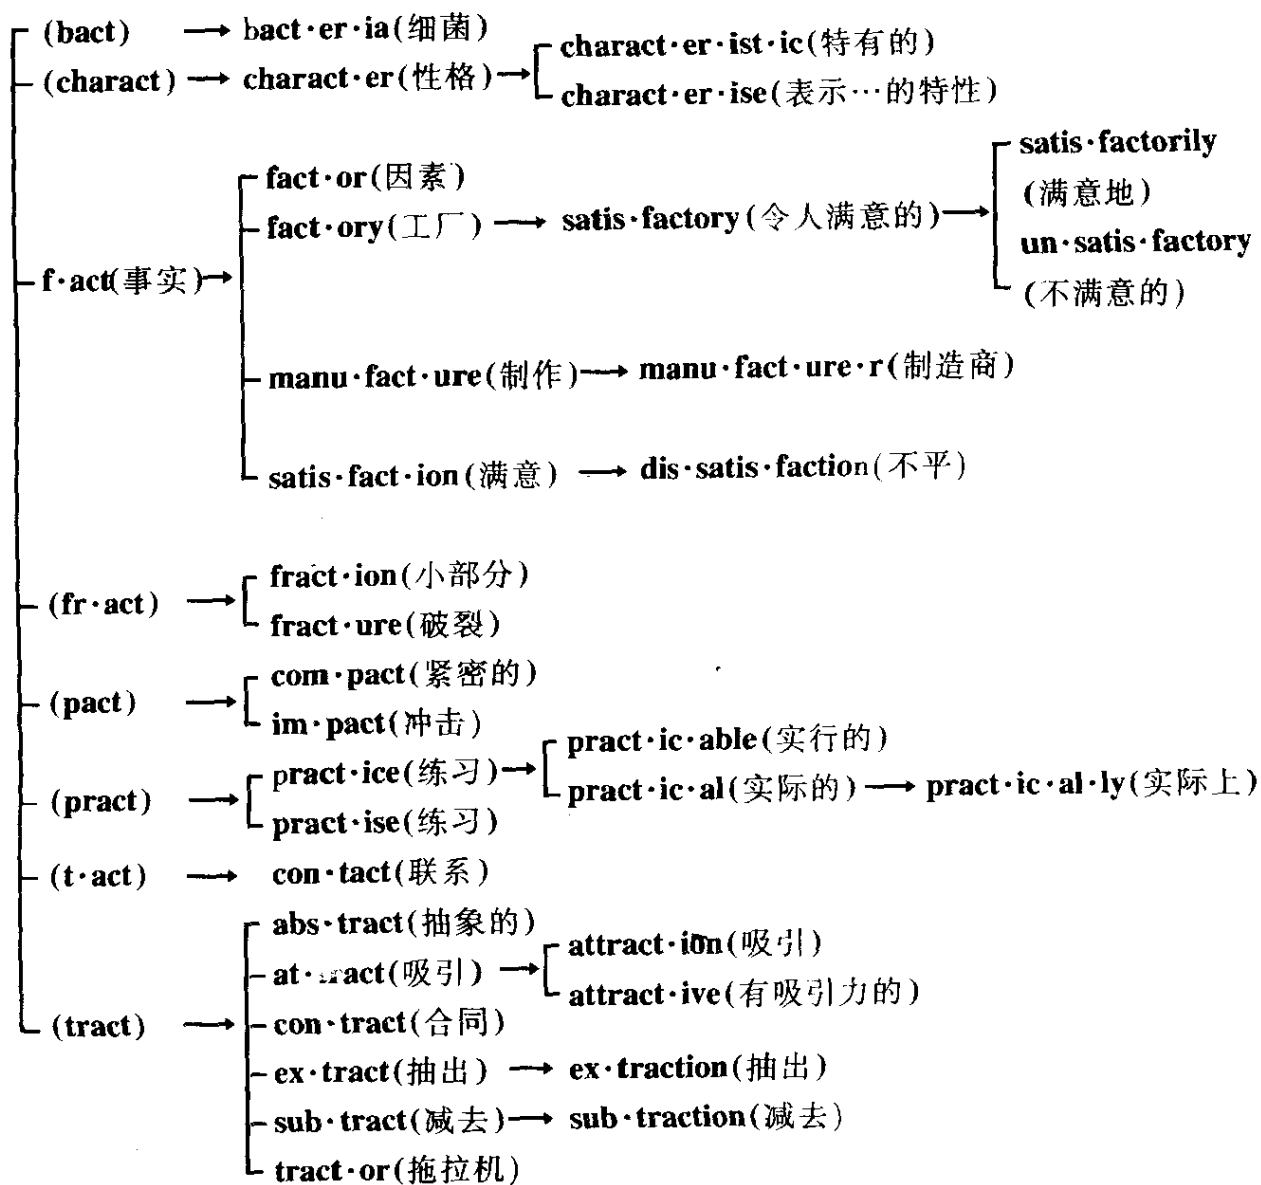 (bact) → bact·er·ia(细菌)
charact·er·ist·ic(特有的)
(charact) → charact·er(性格) →
charact·er·ise(表示…的特性)
satis·factorily
fact·or(因素)
(满意地)
fact·ory(工厂) → satis·factory(令人满意的) →
un·satis·factory
f·act(事实) →
(不满意的)
manu·fact·ure(制作) → manu·fact·ure·r(制造商)
satis·fact·ion(满意) → dis·satis·faction(不平)
fract·ion(小部分)
(fr·act) →
fract·ure(破裂)
com·pact(紧密的)
(pact) →
im·pact(冲击)
pract·ic·able(实行的)
pract·ice(练习) →
pract·ic·al(实际的) → pract·ic·al·ly(实际上)
(pract) →
pract·ise(练习)
(t·act) → con·tact(联系)
abs·tract(抽象的)
attract·ion(吸引)
at·tract(吸引) →
attract·ive(有吸引力的)
(tract) → con·tract(合同)
ex·tract(抽出) → ex·traction(抽出)
sub·tract(减去) → sub·traction(减去)
tract·or(拖拉机)